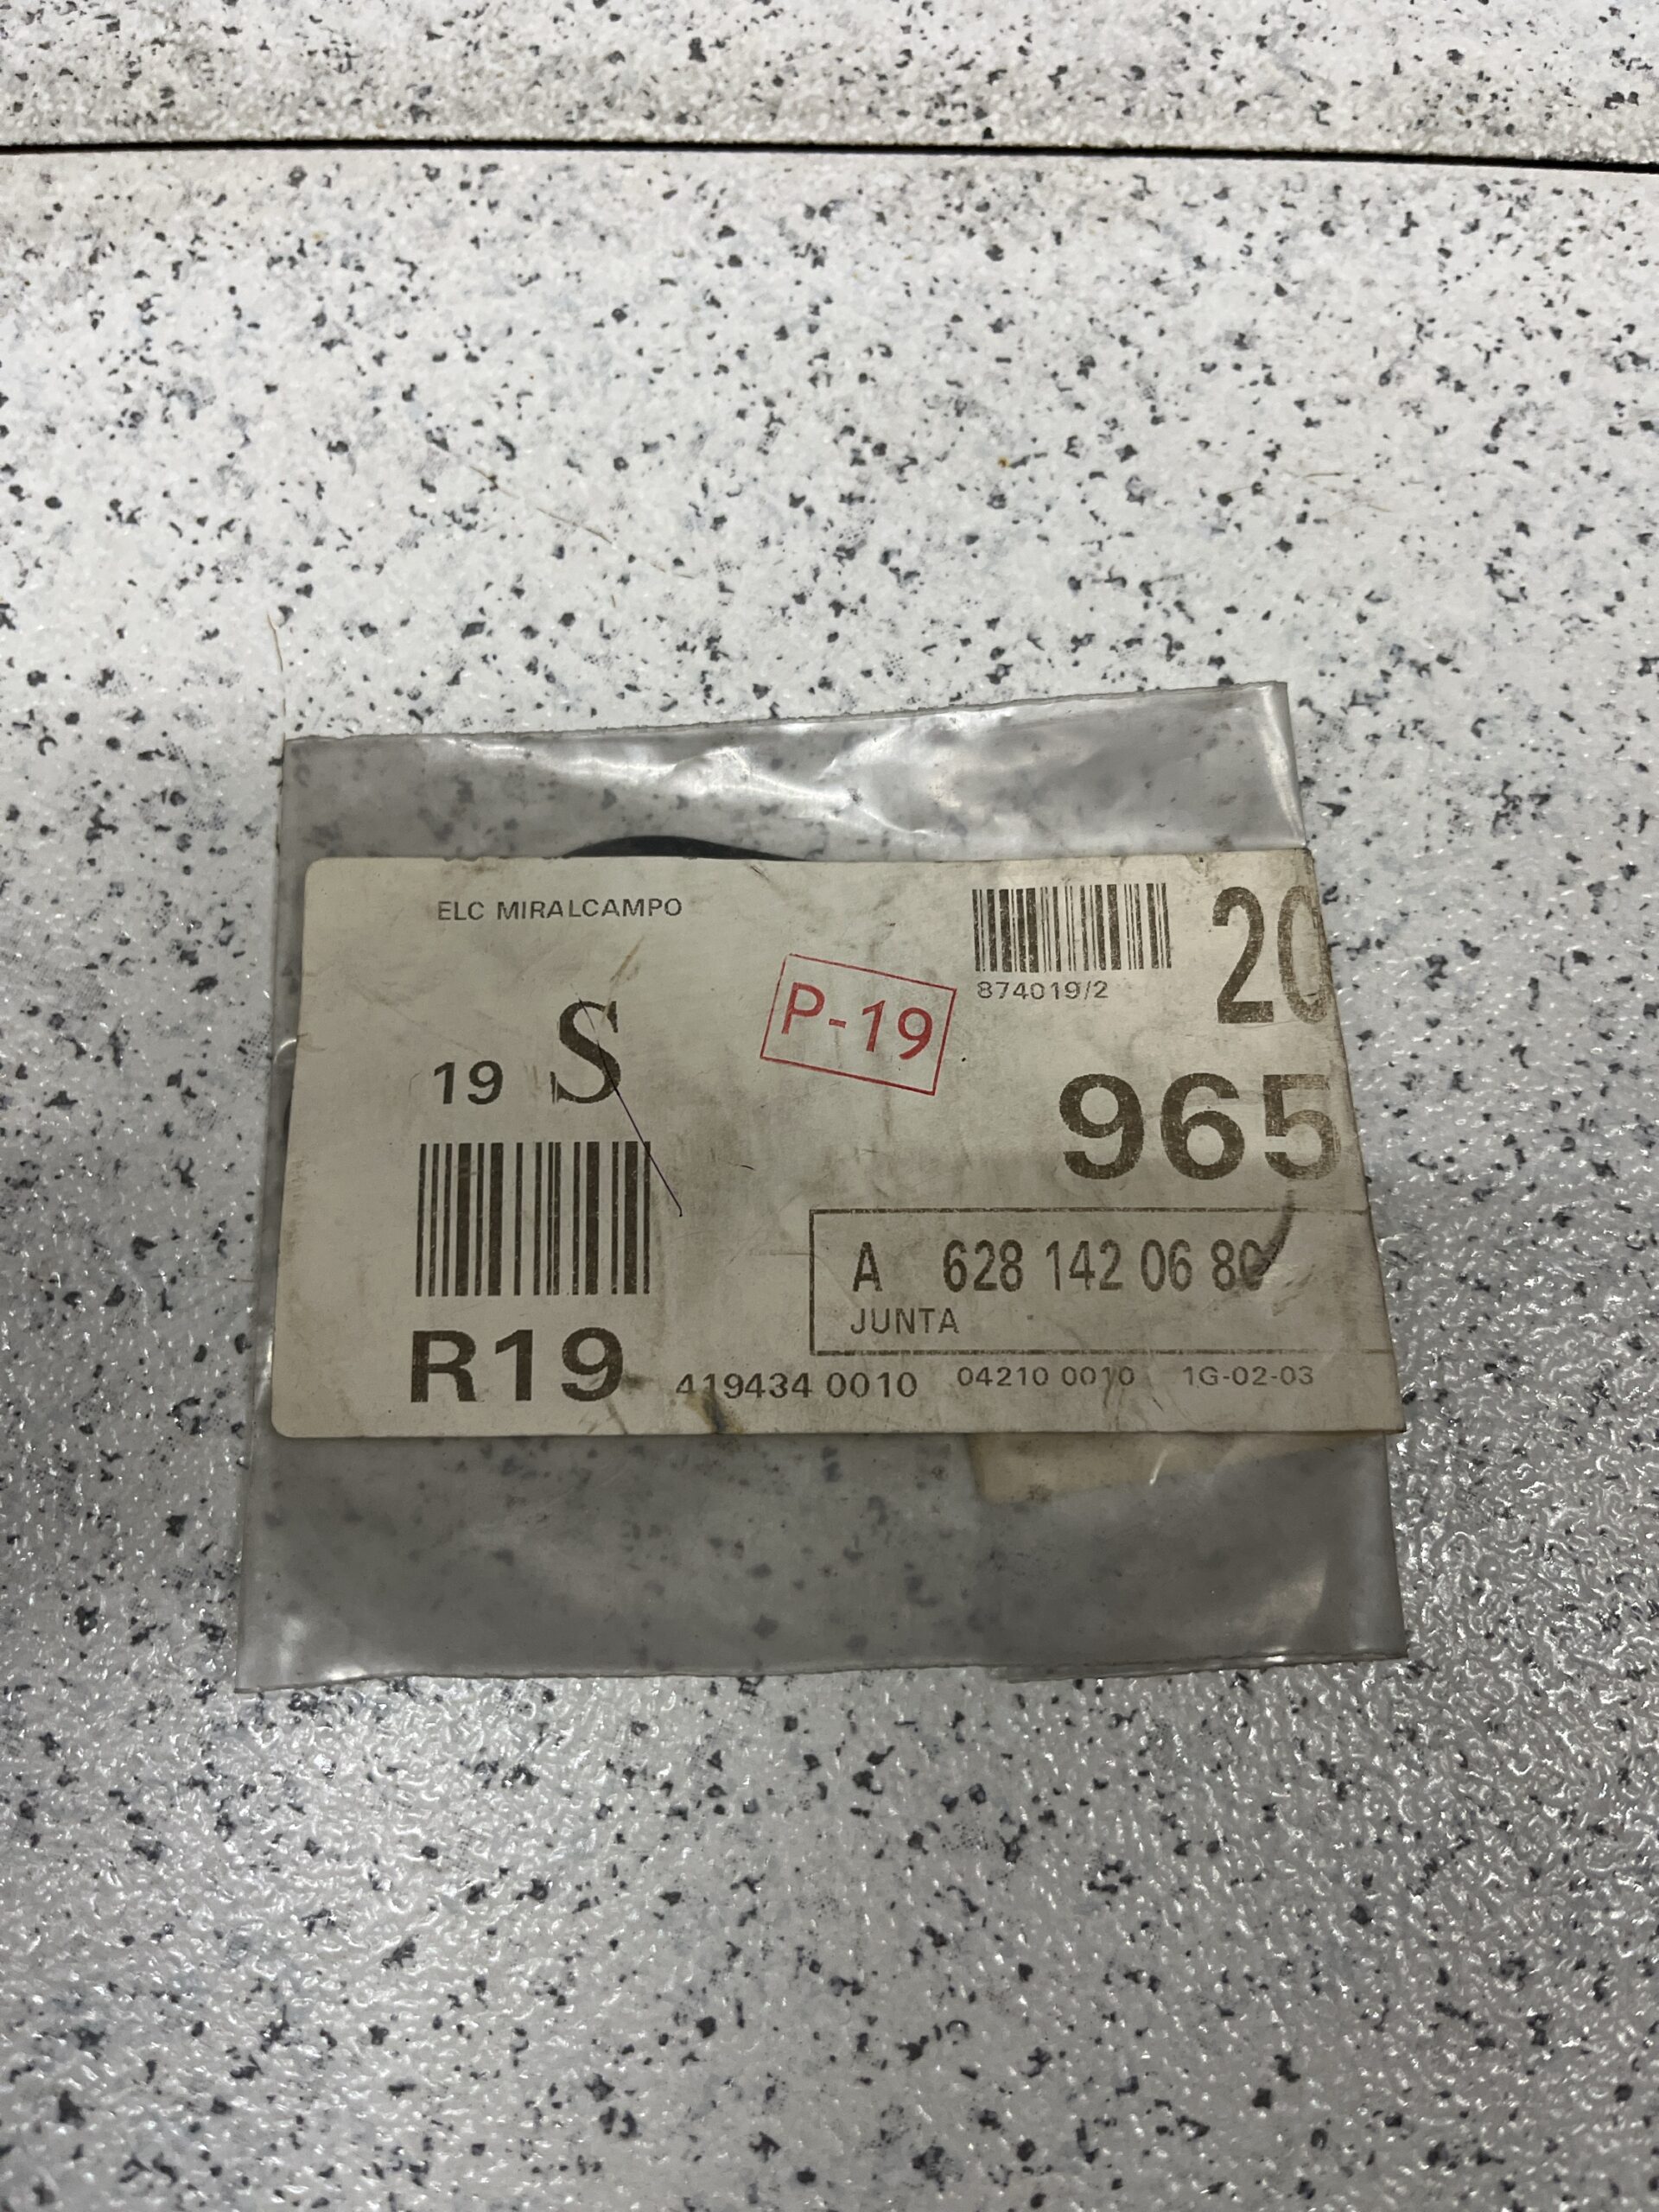 ELC MIRALCAMPO
874019/2
20
P-19
19 S
965
A 628 142 06 80
JUNTA
R19
419434 0010 04210 0010 1G-02-03